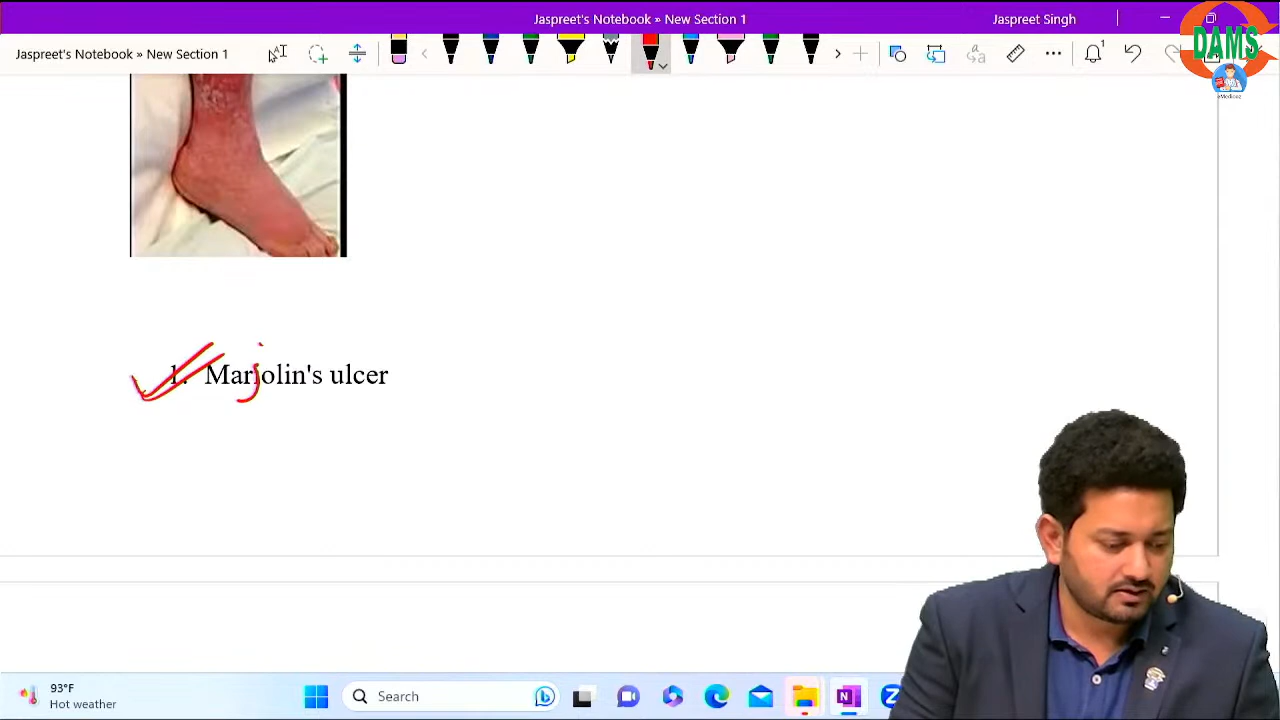 Jaspreet's Notebook » New Section 1
Jaspreet Singh
Jaspreet's Notebook » New Section 1
DAMS
eMedicoz
1. Marjolin's ulcer
93°F
Hot weather
Search